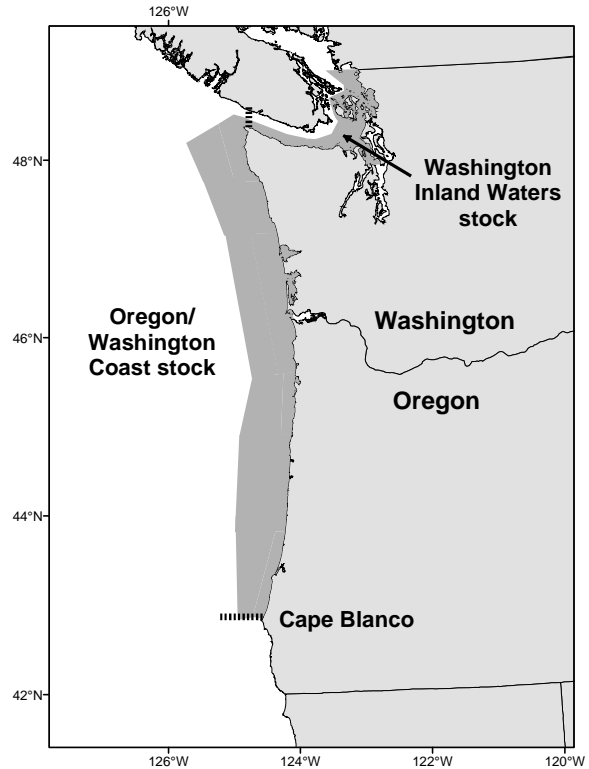 126°W
48°N
Washington
Inland Waters
stock
Oregon/
Washington
Coast stock
Washington
46°N
Oregon
44°N
Cape Blanco
42°N
126°W
124°W
122°W
120°W